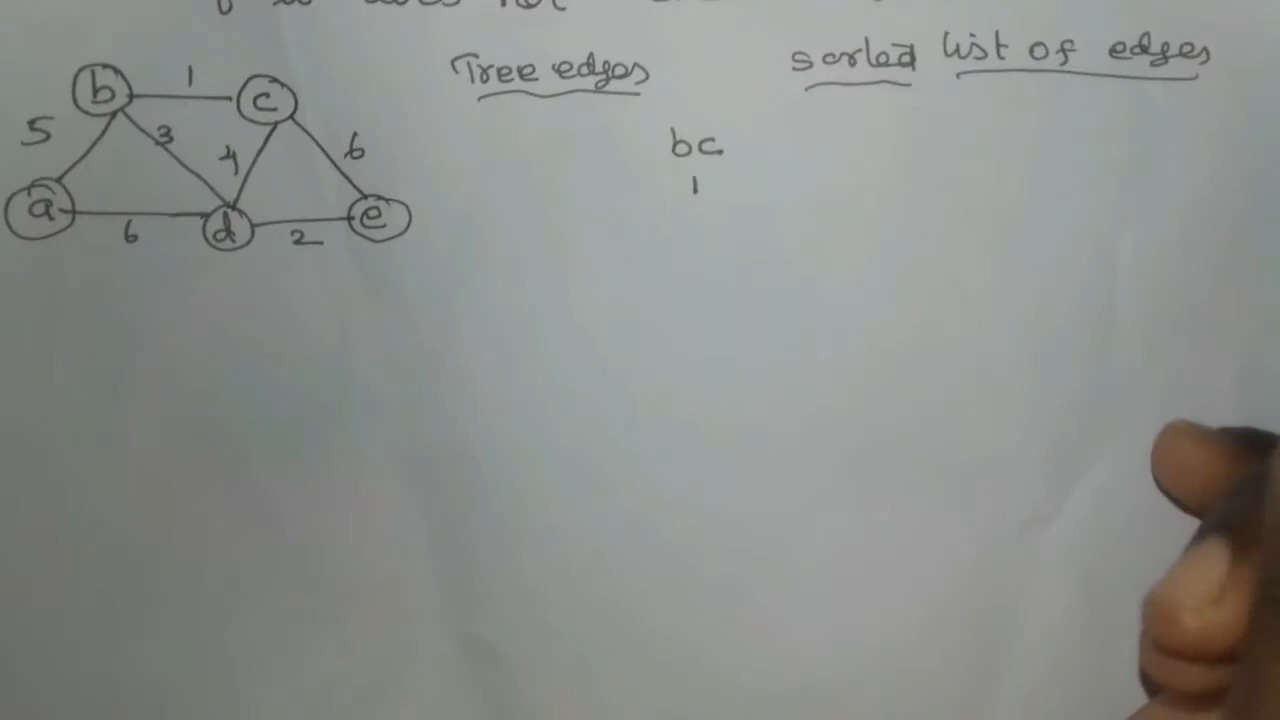 Tree edges sorted list of edges
b 1 c
5 3 4 6
bc
1
a 6 d 2 e